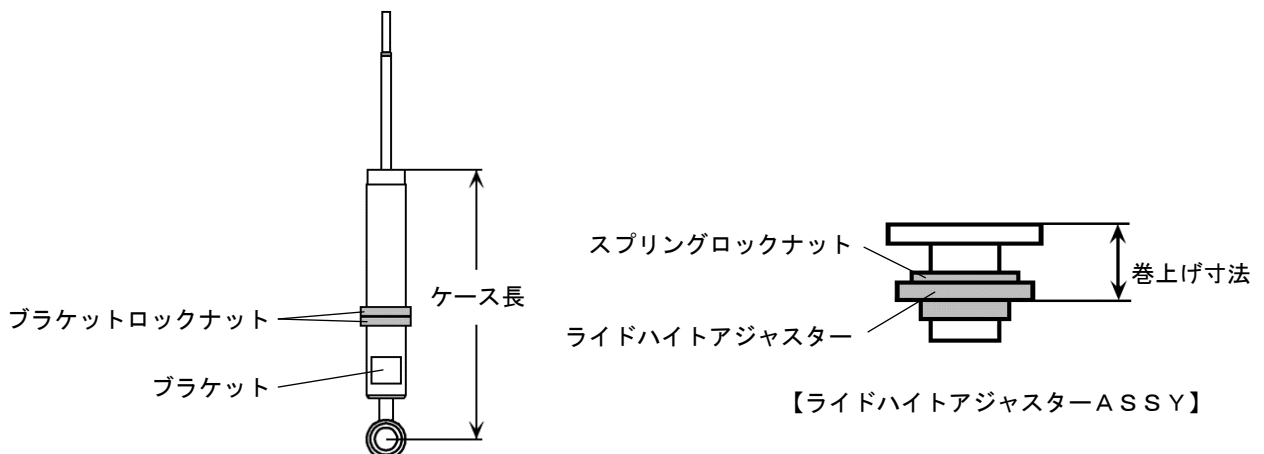 ケース長
ブラケットロックナット
ブラケット
スプリングロックナット
巻上げ寸法
ライドハイトアジャスター
【ライドハイトアジャスターＡＳＳＹ】